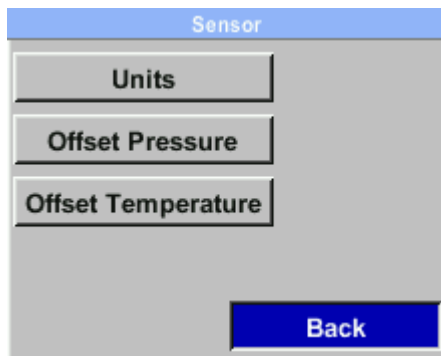 Sensor
Units
Offset Pressure
Offset Temperature
Back